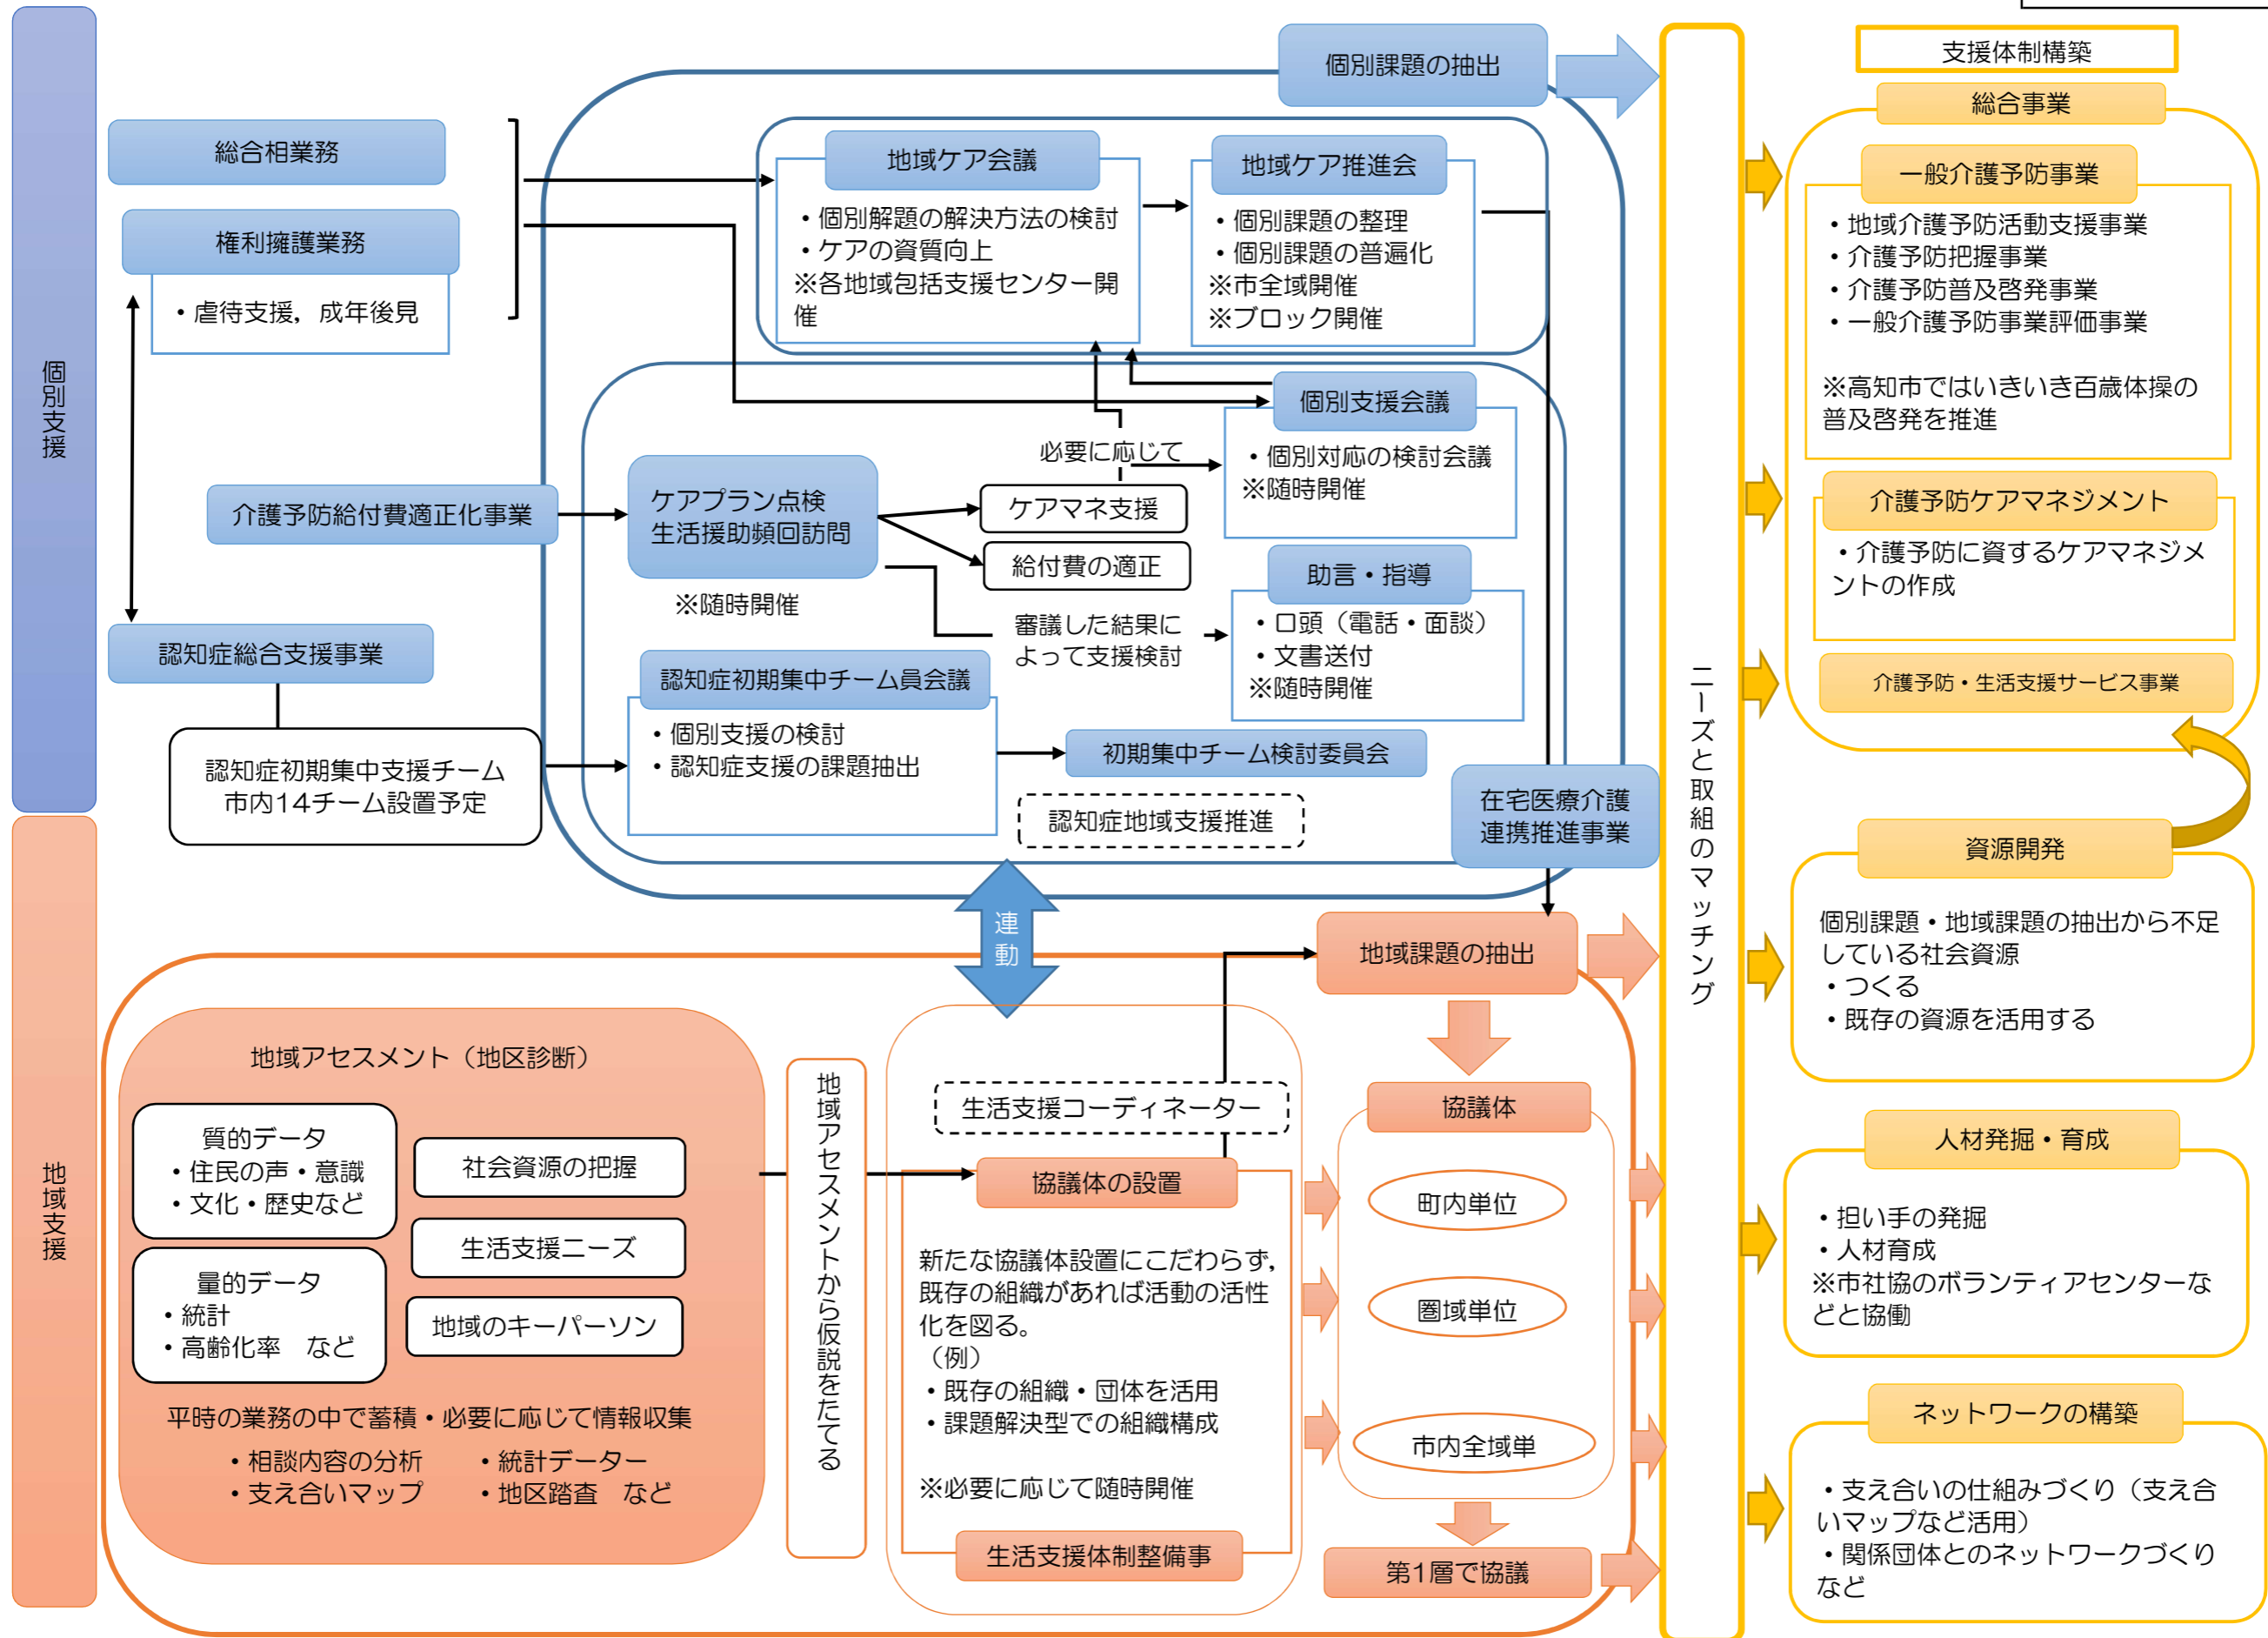 個別支援
個別課題の抽出
支援体制構築
総合相業務
権利擁護業務
・虐待支援，成年後見
地域ケア会議
・個別解題の解決方法の検討
・ケアの資質向上
※各地域包括支援センター開
催
地域ケア推進会
・個別課題の整理
・個別課題の普遍化
※市全域開催
※ブロック開催
個別支援会議
・個別対応の検討会議
※随時開催
必要に応じて
介護予防給付費適正化事業
ケアプラン点検
生活援助頻回訪問
※随時開催
ケアマネ支援
給付費の適正
審議した結果に
よって支援検討
助言・指導
・口頭（電話・面談）
・文書送付
※随時開催
認知症総合支援事業
認知症初期集中支援チーム
市内14チーム設置予定
認知症初期集中チーム員会議
・個別支援の検討
・認知症支援の課題抽出
初期集中チーム検討委員会
認知症地域支援推進
在宅医療介護
連携推進事業
連動
地域支援
地域課題の抽出
地域アセスメント（地区診断）
質的データ
・住民の声・意識
・文化・歴史など
量的データ
・統計
・高齢化率　など
社会資源の把握
生活支援ニーズ
地域のキーパーソン
平時の業務の中で蓄積・必要に応じて情報収集
・相談内容の分析　・統計データー
・支え合いマップ　・地区踏査　など
地域アセスメントから仮説をたてる
生活支援コーディネーター
協議体の設置
新たな協議体設置にこだわらず，
既存の組織があれば活動の活性
化を図る。
（例）
・既存の組織・団体を活用
・課題解決型での組織構成
※必要に応じて随時開催
生活支援体制整備事
協議体
町内単位
圏域単位
市内全域単
第1層で協議
ニーズと取組のマッチング
総合事業
一般介護予防事業
・地域介護予防活動支援事業
・介護予防把握事業
・介護予防普及啓発事業
・一般介護予防事業評価事業
※高知市ではいきいき百歳体操の
普及啓発を推進
介護予防ケアマネジメント
・介護予防に資するケアマネジメ
ントの作成
介護予防・生活支援サービス事業
資源開発
個別課題・地域課題の抽出から不足
している社会資源
・つくる
・既存の資源を活用する
人材発掘・育成
・担い手の発掘
・人材育成
※市社協のボランティアセンターな
どと協働
ネットワークの構築
・支え合いの仕組みづくり（支え合
いマップなど活用）
・関係団体とのネットワークづくり
など